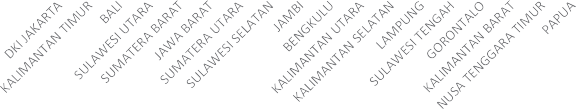 DKI JAKARTA
KALIMANTAN TIMUR
BALI
SULAWESI UTARA
SUMATERA BARAT
JAWA BARAT
SUMATERA UTARA
SULAWESI SELATAN
JAMBI
BENGKULU
KALIMANTAN UTARA
KALIMANTAN SELATAN
LAMPUNG
SULAWESI TENGAH
GORONTALO
KALIMANTAN BARAT
NUSA TENGGARA TIMUR
PAPUA